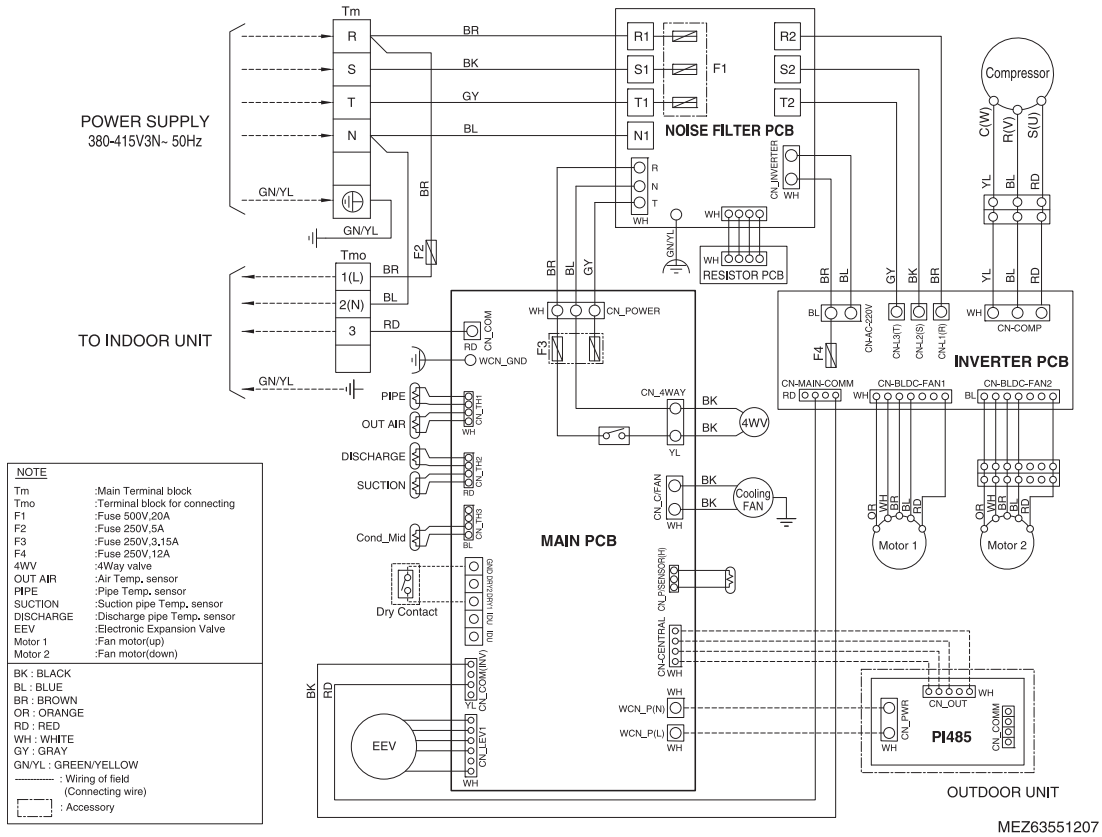 Tm
R
S
T
N
POWER SUPPLY
380-415V3N~ 50Hz
GN/YL
GN/YL
BR
BK
GY
BL
BR
F2
Tmo
1(L)
2(N)
3
BR
BL
RD
TO INDOOR UNIT
GN/YL
R1
S1
T1
N1
F1
R2
S2
T2
NOISE FILTER PCB
R
N
T
WH
CN_INVERTER
WH
GN/YL
WH
WH
RESISTOR PCB
BR
BL
GY
BR
BL
GY
BK
BR
Compressor
C(W)
R(V)
S(U)
YL
BL
RD
YL
BL
RD
BL
CN-AC-220V
CN-L3(T)
CN-L2(S)
CN-L1(R)
WH
CN-COMP
F4
INVERTER PCB
CN-MAIN-COMM
RD
CN-BLDC-FAN1
WH
CN-BLDC-FAN2
BL
OR
WH
BR
BL
RD
Motor 1
OR
WH
BR
BL
RD
Motor 2
WH
CN_POWER
F3
RD
CN_COM
WCN_GND
PIPE
OUT AIR
CN_TH1
WH
DISCHARGE
SUCTION
CN_TH2
RD
Cond_Mid
CN_TH3
BL
Dry Contact
GND DRY2 DRY1 IDU IDU
CN_COM(INV)
YL
BK
RD
EEV
CN_LEV1
WH
MAIN PCB
CN_4WAY
YL
BK
BK
4WV
CN_C/FAN
WH
BK
BK
Cooling
FAN
CN_P/SENSOR(H)
CN-CENTRAL
WH
WH
WCN_P(N)
WCN_P(L)
WH
CN_OUT
WH
CN_PWR
WH
PI485
CN_COMM
OUTDOOR UNIT
MEZ63551207
NOTE
Tm :Main Terminal block
Tmo :Terminal block for connecting
F1 :Fuse 500V,20A
F2 :Fuse 250V,5A
F3 :Fuse 250V,3.15A
F4 :Fuse 250V,12A
4WV :4Way valve
OUT AIR :Air Temp. sensor
PIPE :Pipe Temp. sensor
SUCTION :Suction pipe Temp. sensor
DISCHARGE :Discharge pipe Temp. sensor
EEV :Electronic Expansion Valve
Motor 1 :Fan motor(up)
Motor 2 :Fan motor(down)
BK : BLACK
BL : BLUE
BR : BROWN
OR : ORANGE
RD : RED
WH : WHITE
GY : GRAY
GN/YL : GREEN/YELLOW
: Wiring of field
(Connecting wire)
: Accessory